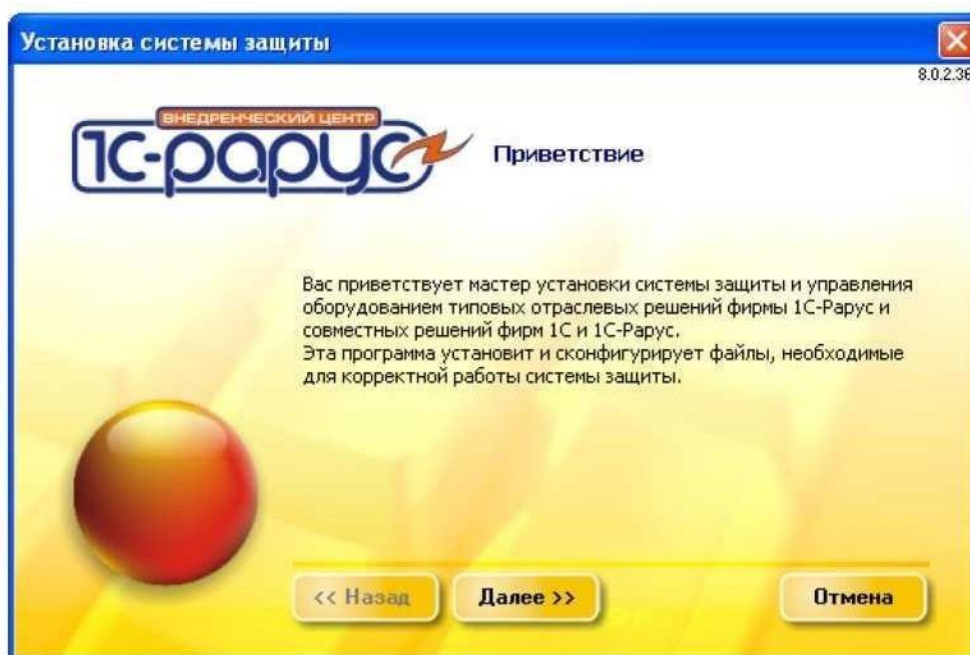 Установка системы защиты
8.0.2.36
ВНЕДРЕНЧЕСКИЙ ЦЕНТР
1С-рарус
Приветствие
Вас приветствует мастер установки системы защиты и управления
оборудованием типовых отраслевых решений фирмы 1С-Рарус и
совместных решений фирм 1С и 1С-Рарус.
Эта программа установит и сконфигурирует файлы, необходимые
для корректной работы системы защиты.
<< Назад
Далее >>
Отмена